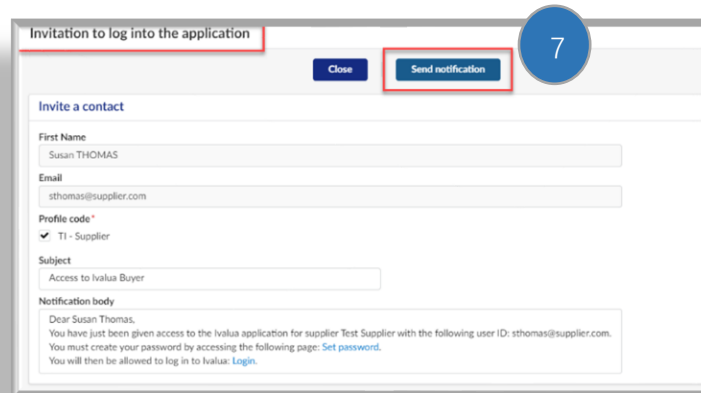 Invitation to log into the application
7
Close
Send notification
Invite a contact
First Name
Susan THOMAS
Email
sthomas@supplier.com
Profile code*
TI - Supplier
Subject
Access to Ivalua Buyer
Notification body
Dear Susan Thomas,
You have just been given access to the Ivalua application for supplier Test Supplier with the following user ID: sthomas@supplier.com.
You must create your password by accessing the following page: Set password.
You will then be allowed to log in to Ivalua: Login.